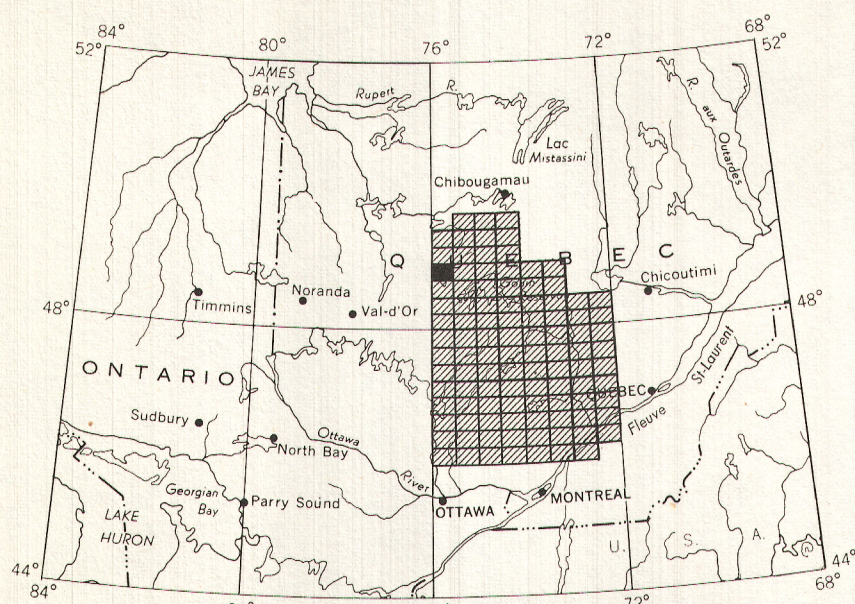 84°
52°
80°
76°
72°
68°
52°
JAMES
BAY
Rupert R.
R. aux Outardes
Lac
Mistassini
Chibougamau
Q U E B E C
Chicoutimi
Noranda
Timmins
Val-d'Or
48°
48°
ONTARIO
St-Laurent
QUEBEC
Fleuve
Sudbury
North Bay
Ottawa
River
Georgian
Bay
Parry Sound
OTTAWA
MONTREAL
LAKE
HURON
U. S. A.
44°
84°
72°
44°
68°